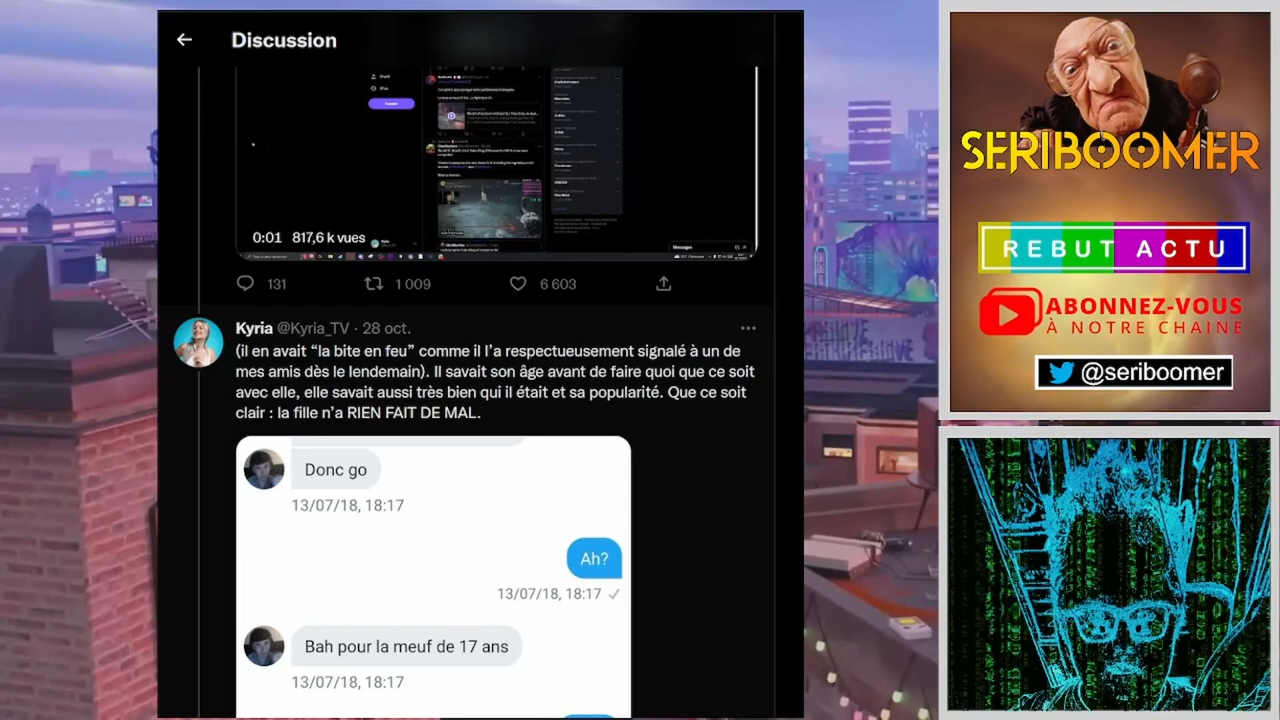 Discussion
0:01 817,6 k vues
131 1 009 6 603
Kyria @Kyria_TV · 28 oct.
(il en avait “la bite en feu” comme il l’a respectueusement signalé à un de
mes amis dès le lendemain). Il savait son âge avant de faire quoi que ce soit
avec elle, elle savait aussi très bien qui il était et sa popularité. Que ce soit
clair : la fille n’a RIEN FAIT DE MAL.
Donc go
13/07/18, 18:17
Ah?
13/07/18, 18:17
Bah pour la meuf de 17 ans
13/07/18, 18:17
SERIBOOMER
REBUT ACTU
ABONNEZ-VOUS
À NOTRE CHAINE
@seriboomer